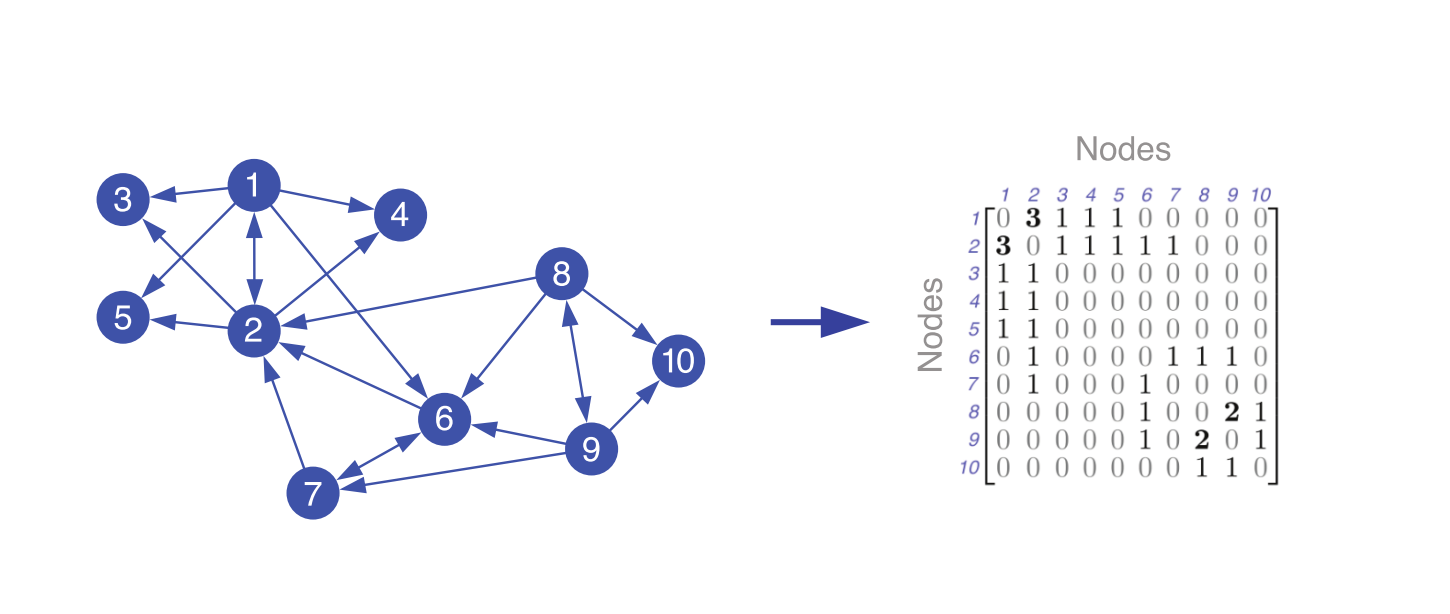 1
3
4
8
5
2
10
6
9
7
Nodes
Nodes
1 2 3 4 5 6 7 8 9 10
1 0 3 1 1 1 0 0 0 0 0
2 3 0 1 1 1 1 1 0 0 0
3 1 1 0 0 0 0 0 0 0 0
4 1 1 0 0 0 0 0 0 0 0
5 1 1 0 0 0 0 0 0 0 0
6 0 1 0 0 0 0 1 1 1 0
7 0 1 0 0 0 1 0 0 0 0
8 0 0 0 0 0 1 0 0 2 1
9 0 0 0 0 0 1 0 2 0 1
10 0 0 0 0 0 0 0 1 1 0